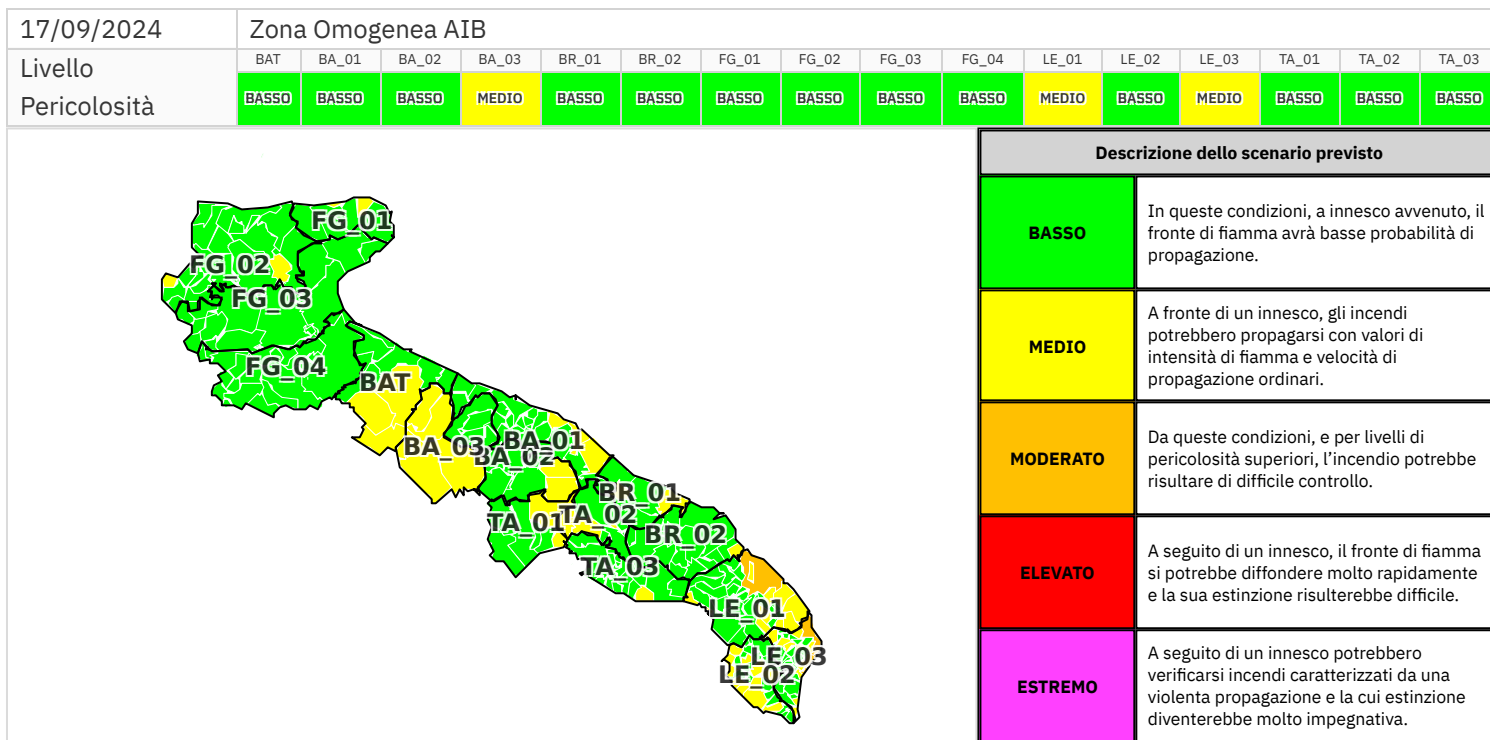 17/09/2024 Zona Omogenea AIB
Livello Pericolosità
BAT BA_01 BA_02 BA_03 BR_01 BR_02 FG_01 FG_02 FG_03 FG_04 LE_01 LE_02 LE_03 TA_01 TA_02 TA_03
BASSO BASSO BASSO MEDIO BASSO BASSO BASSO BASSO BASSO BASSO MEDIO BASSO MEDIO BASSO BASSO BASSO
FG_01
FG_02
FG_03
FG_04
BAT
BA_03
BA_01
BA_02
BR_01
TA_01
TA_02
BR_02
TA_03
LE_01
LE_03
LE_02
Descrizione dello scenario previsto
BASSO
In queste condizioni, a innesco avvenuto, il
fronte di fiamma avrà basse probabilità di
propagazione.
MEDIO
A fronte di un innesco, gli incendi
potrebbero propagarsi con valori di
intensità di fiamma e velocità di
propagazione ordinari.
MODERATO
Da queste condizioni, e per livelli di
pericolosità superiori, l’incendio potrebbe
risultare di difficile controllo.
ELEVATO
A seguito di un innesco, il fronte di fiamma
si potrebbe diffondere molto rapidamente
e la sua estinzione risulterebbe difficile.
ESTREMO
A seguito di un innesco potrebbero
verificarsi incendi caratterizzati da una
violenta propagazione e la cui estinzione
diventerebbe molto impegnativa.